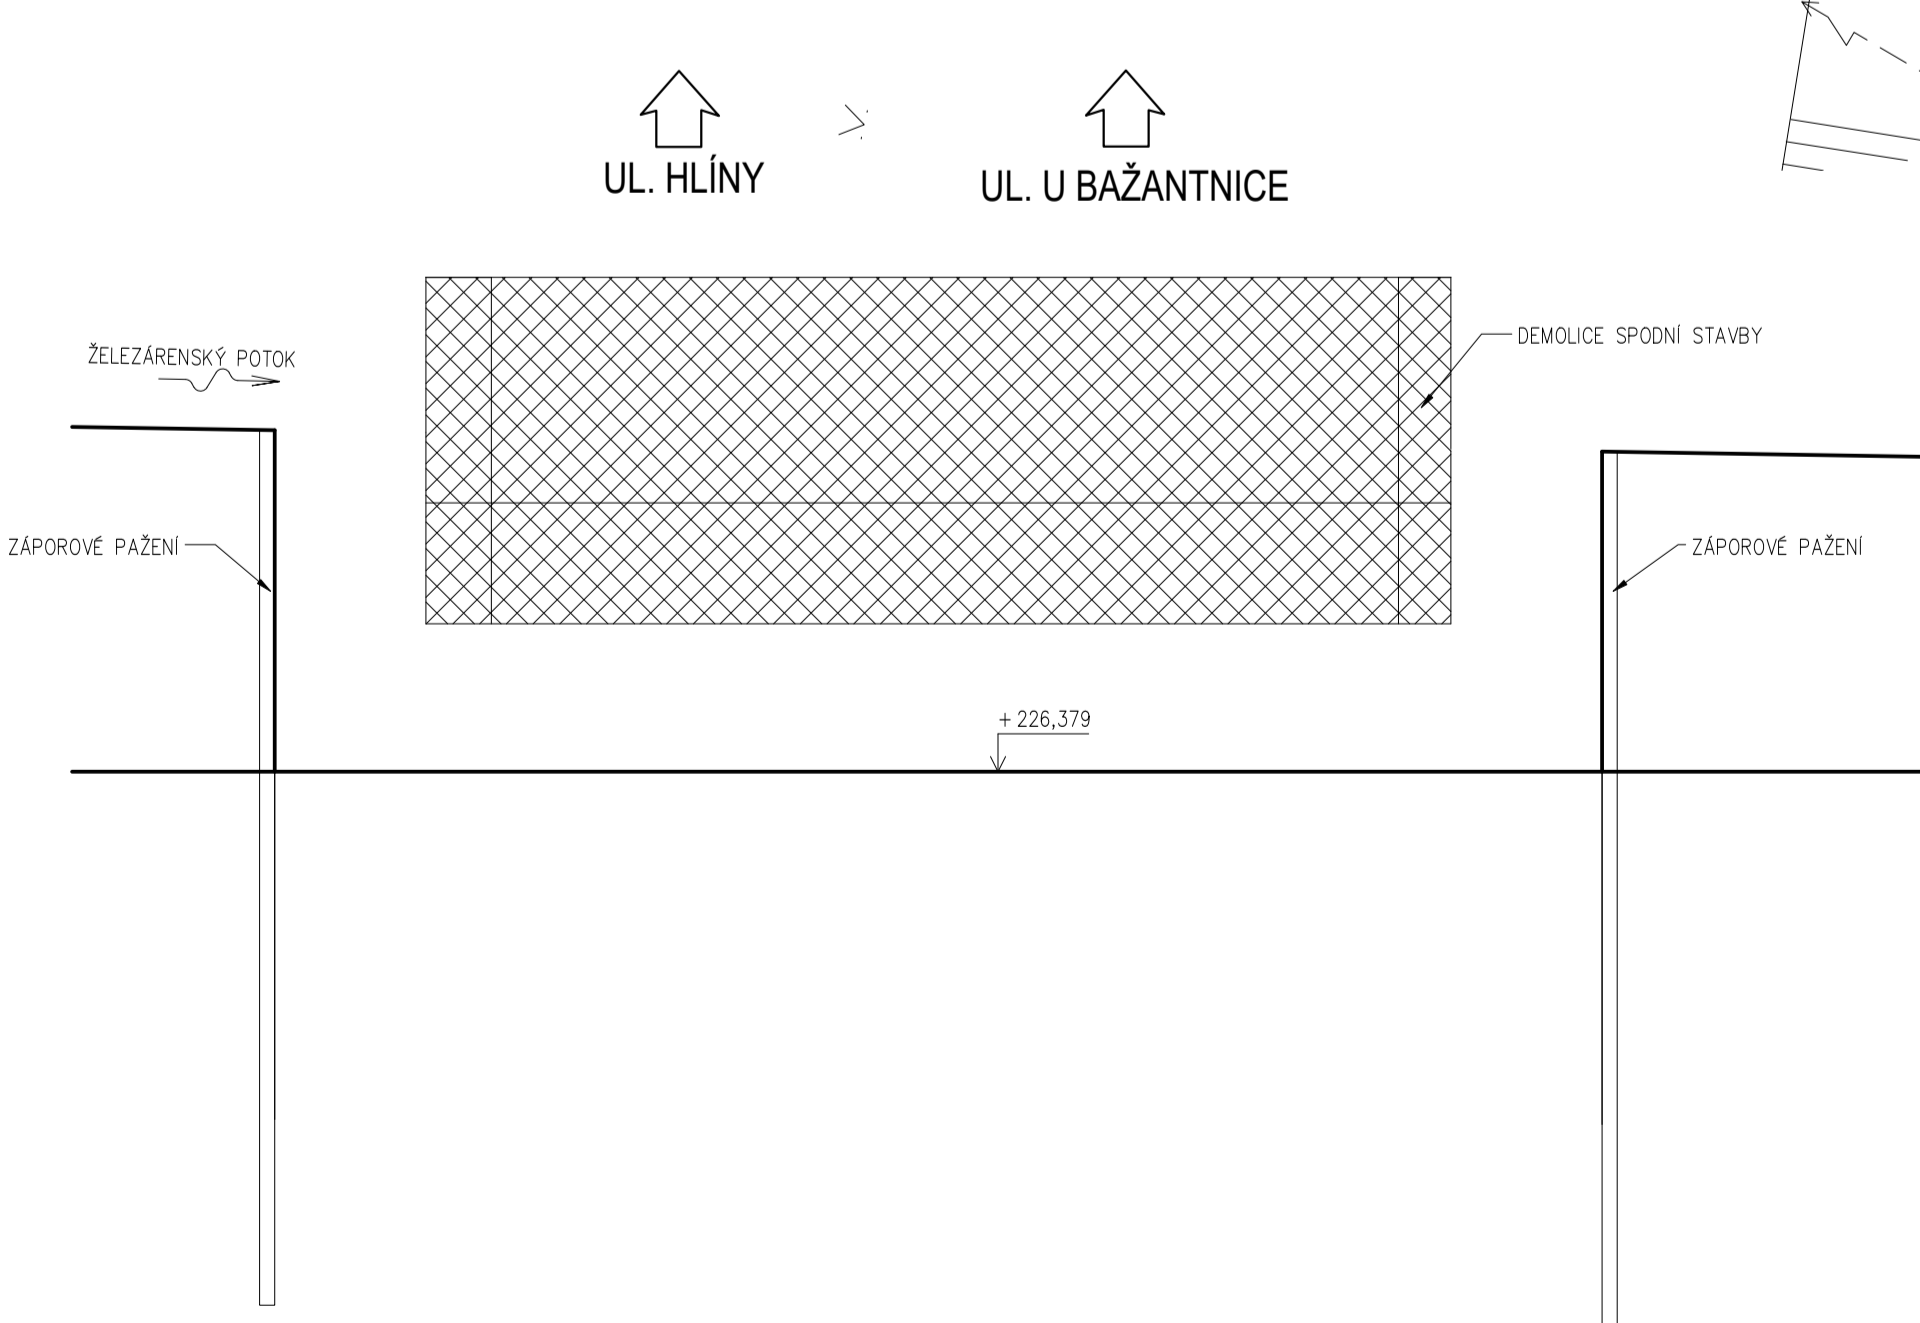 UL. HLÍNY
UL. U BAŽANTNICE
DEMOLICE SPODNÍ STAVBY
ŽELEZÁRENSKÝ POTOK
ZÁPOROVÉ PAŽENÍ
ZÁPOROVÉ PAŽENÍ
+ 226,379